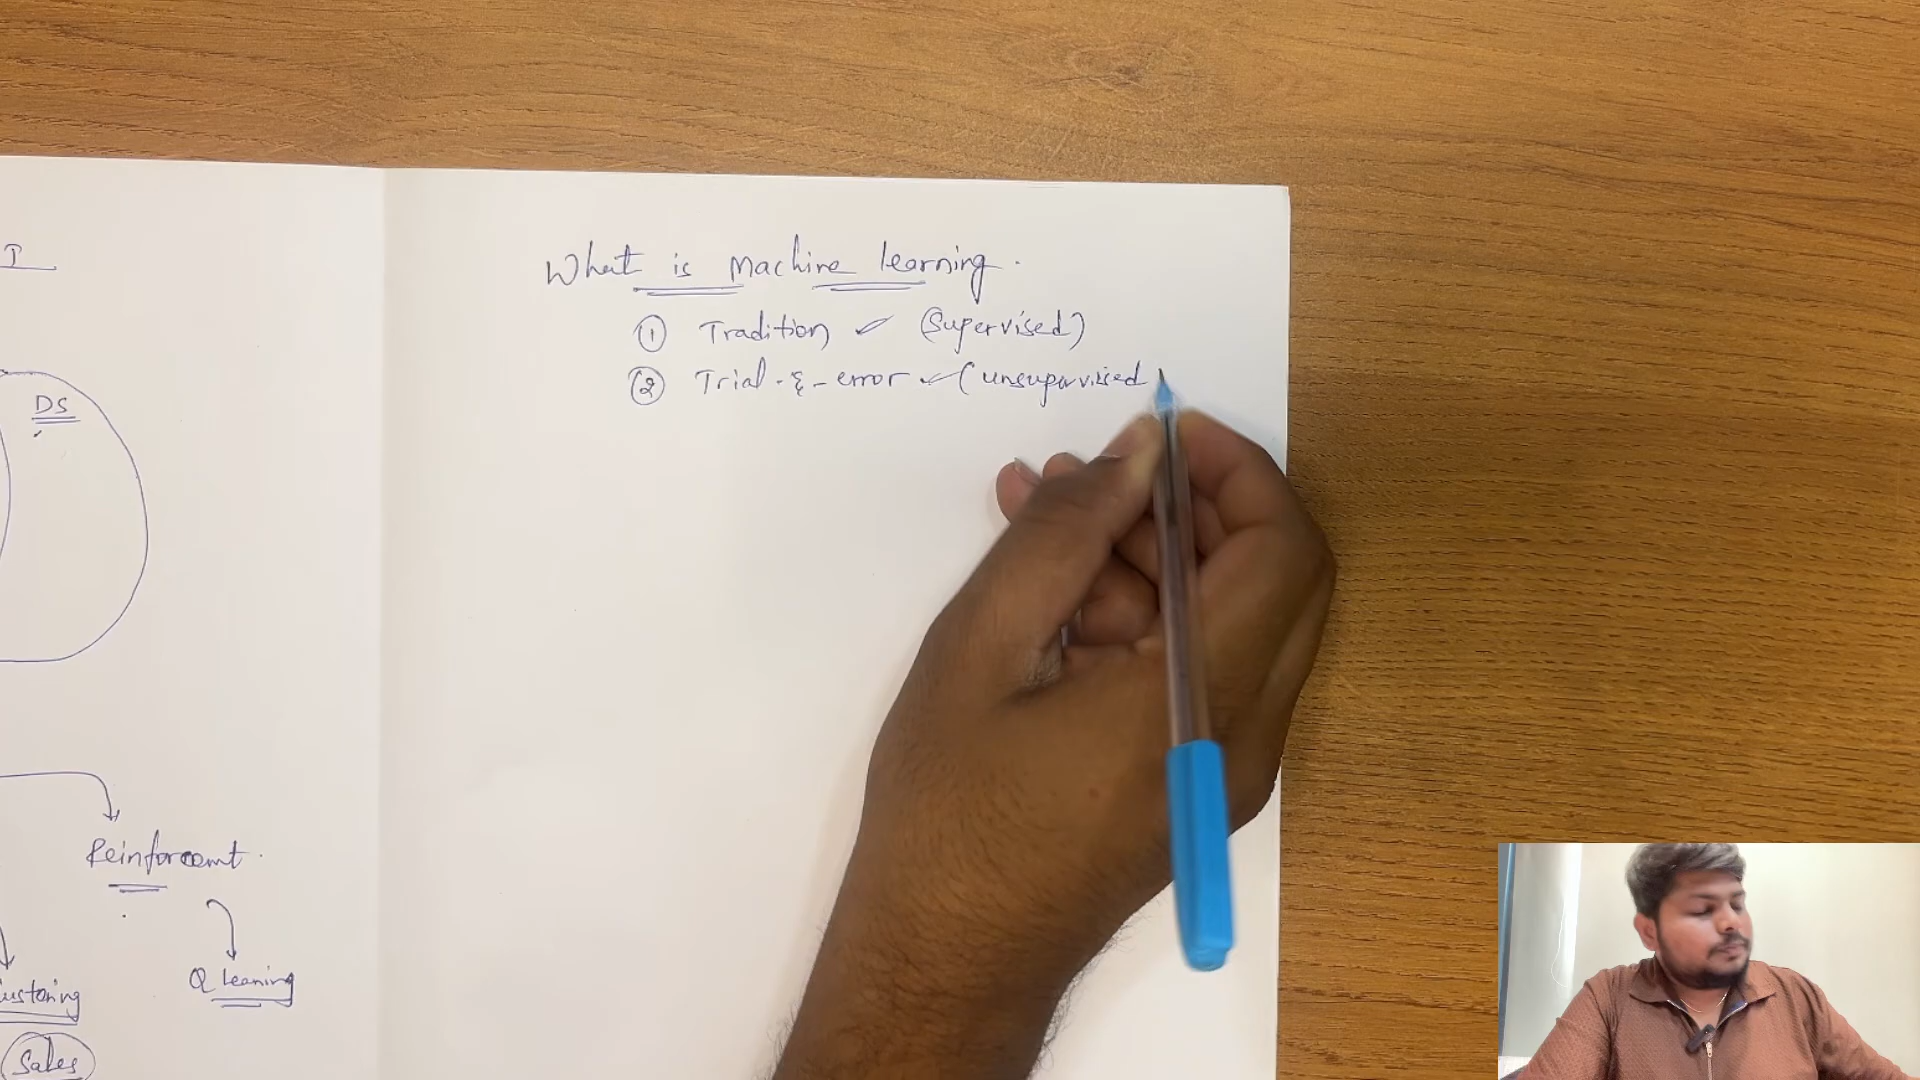 What is Machine learning.
① Tradition ✓ (Supervised)
② Trial-&-error ✓ (unsupervised
I
DS
Reinforcemt.
Q leaning
ustering
Sales